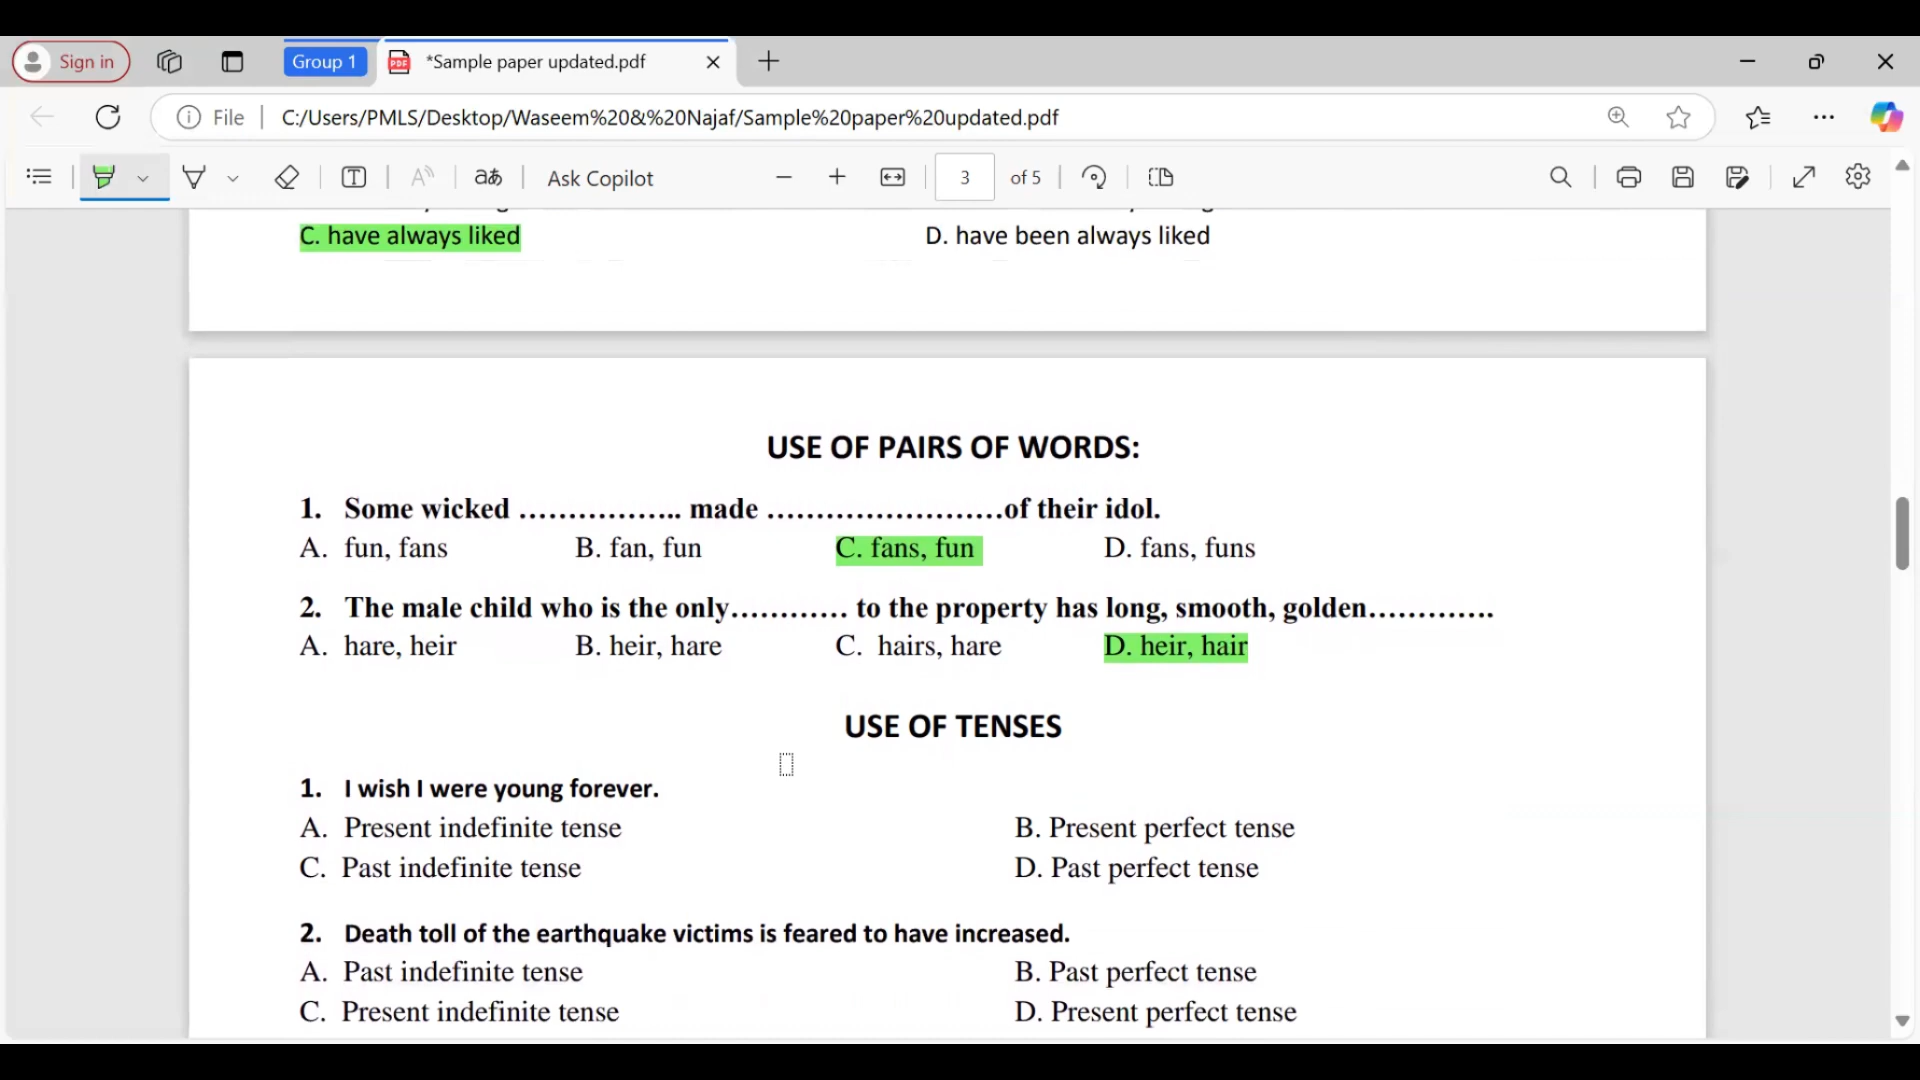 Sign in
Group 1
*Sample paper updated.pdf
File
C:/Users/PMLS/Desktop/Waseem%20&%20Najaf/Sample%20paper%20updated.pdf
Ask Copilot
3 of 5
C. have always liked D. have been always liked
USE OF PAIRS OF WORDS:
1. Some wicked …………….. made ……………………of their idol.
A. fun, fans B. fan, fun C. fans, fun D. fans, funs
2. The male child who is the only………… to the property has long, smooth, golden………….
A. hare, heir B. heir, hare C. hairs, hare D. heir, hair
USE OF TENSES
1. I wish I were young forever.
A. Present indefinite tense B. Present perfect tense
C. Past indefinite tense D. Past perfect tense
2. Death toll of the earthquake victims is feared to have increased.
A. Past indefinite tense B. Past perfect tense
C. Present indefinite tense D. Present perfect tense